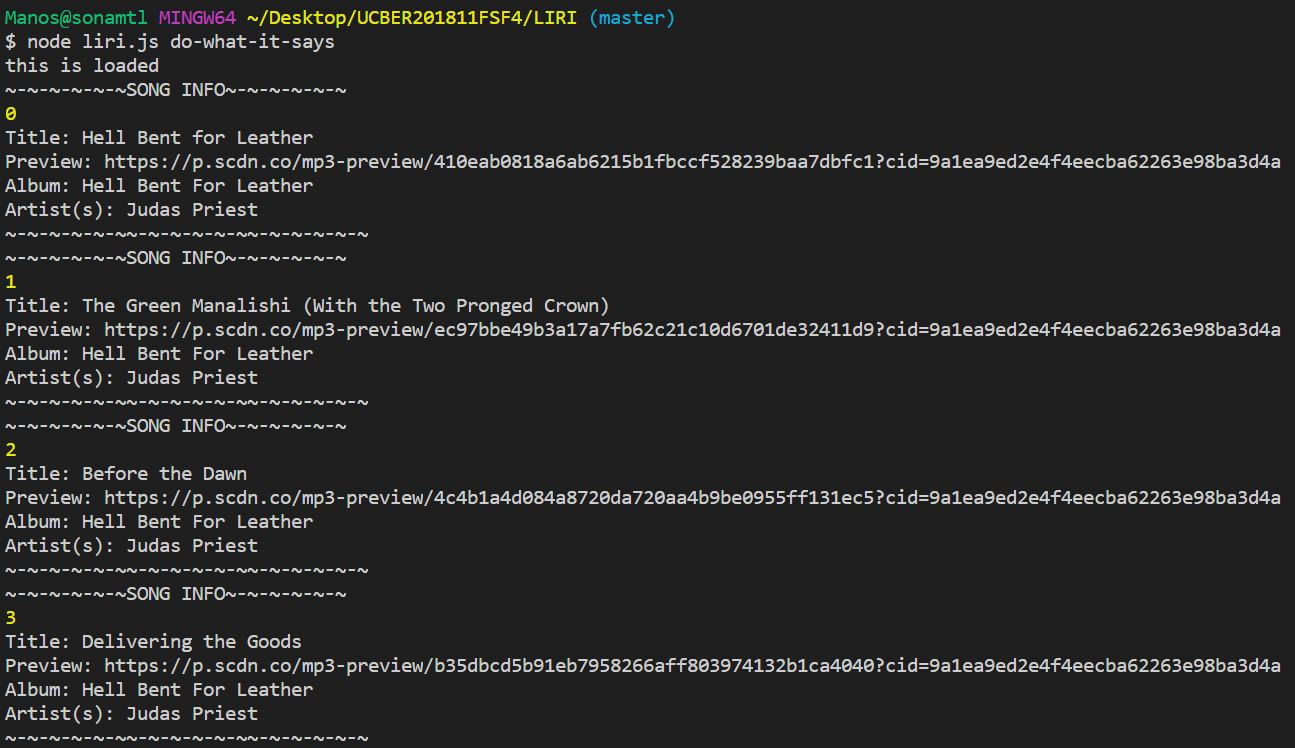 Manos@sonamtl MINGW64 ~/Desktop/UCBER201811FSF4/LIRI (master)
$ node liri.js do-what-it-says
this is loaded
~-~-~-~-~-~SONG INFO~-~-~-~-~-~
0
Title: Hell Bent for Leather
Preview: https://p.scdn.co/mp3-preview/410eab0818a6ab6215b1fbccf528239baa7dbfc1?cid=9a1ea9ed2e4f4eecba62263e98ba3d4a
Album: Hell Bent For Leather
Artist(s): Judas Priest
~-~-~-~-~-~~-~-~-~-~-~~-~-~-~-~-~
~-~-~-~-~-~SONG INFO~-~-~-~-~-~
1
Title: The Green Manalishi (With the Two Pronged Crown)
Preview: https://p.scdn.co/mp3-preview/ec97bbe49b3a17a7fb62c21c10d6701de32411d9?cid=9a1ea9ed2e4f4eecba62263e98ba3d4a
Album: Hell Bent For Leather
Artist(s): Judas Priest
~-~-~-~-~-~~-~-~-~-~-~~-~-~-~-~-~
~-~-~-~-~-~SONG INFO~-~-~-~-~-~
2
Title: Before the Dawn
Preview: https://p.scdn.co/mp3-preview/4c4b1a4d084a8720da720aa4b9be0955ff131ec5?cid=9a1ea9ed2e4f4eecba62263e98ba3d4a
Album: Hell Bent For Leather
Artist(s): Judas Priest
~-~-~-~-~-~~-~-~-~-~-~~-~-~-~-~-~
~-~-~-~-~-~SONG INFO~-~-~-~-~-~
3
Title: Delivering the Goods
Preview: https://p.scdn.co/mp3-preview/b35dbcd5b91eb7958266aff803974132b1ca4040?cid=9a1ea9ed2e4f4eecba62263e98ba3d4a
Album: Hell Bent For Leather
Artist(s): Judas Priest
~-~-~-~-~-~~-~-~-~-~-~~-~-~-~-~-~